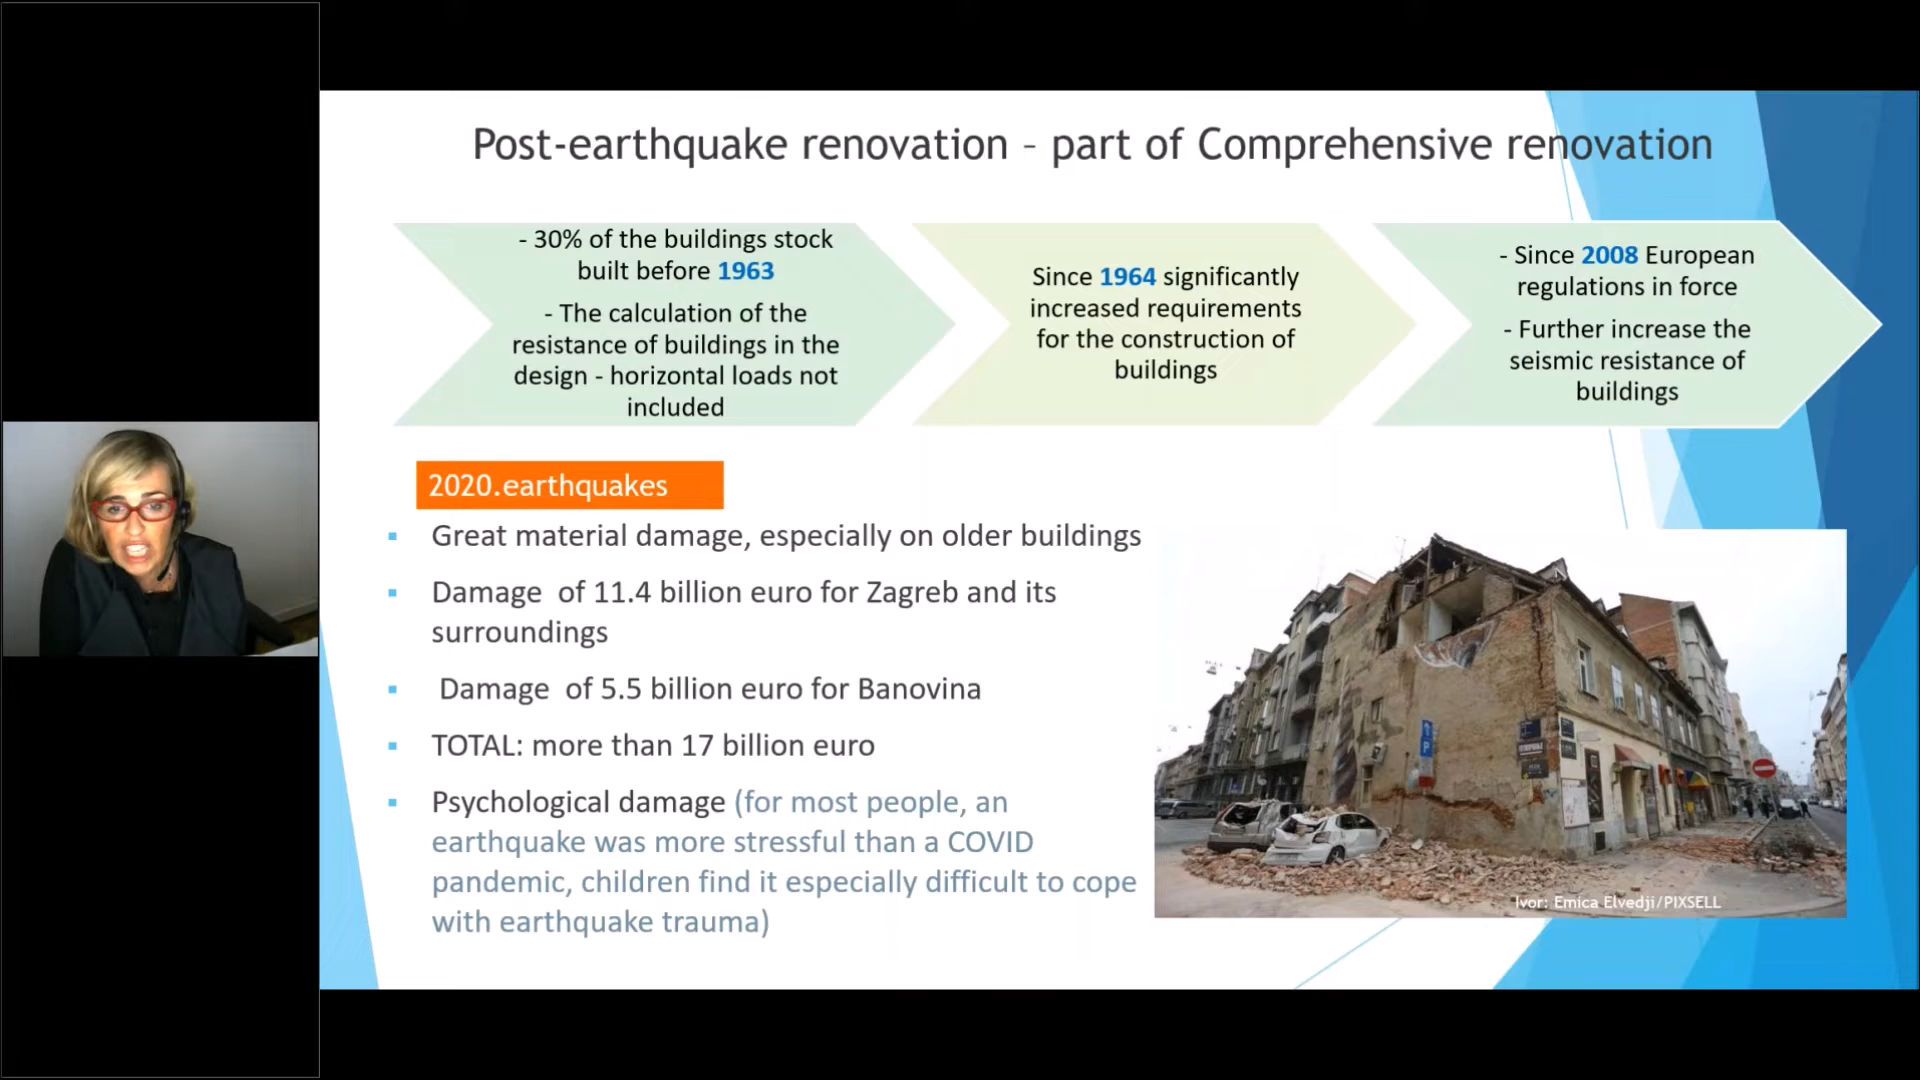 Post-earthquake renovation – part of Comprehensive renovation
- 30% of the buildings stock
built before 1963
- The calculation of the
resistance of buildings in the
design - horizontal loads not
included
Since 1964 significantly
increased requirements
for the construction of
buildings
- Since 2008 European
regulations in force
- Further increase the
seismic resistance of
buildings
2020.earthquakes
Great material damage, especially on older buildings
Damage of 11.4 billion euro for Zagreb and its
surroundings
Damage of 5.5 billion euro for Banovina
TOTAL: more than 17 billion euro
Psychological damage (for most people, an
earthquake was more stressful than a COVID
pandemic, children find it especially difficult to cope
with earthquake trauma)
P
Ivor: Emica Elvedji/PIXSELL